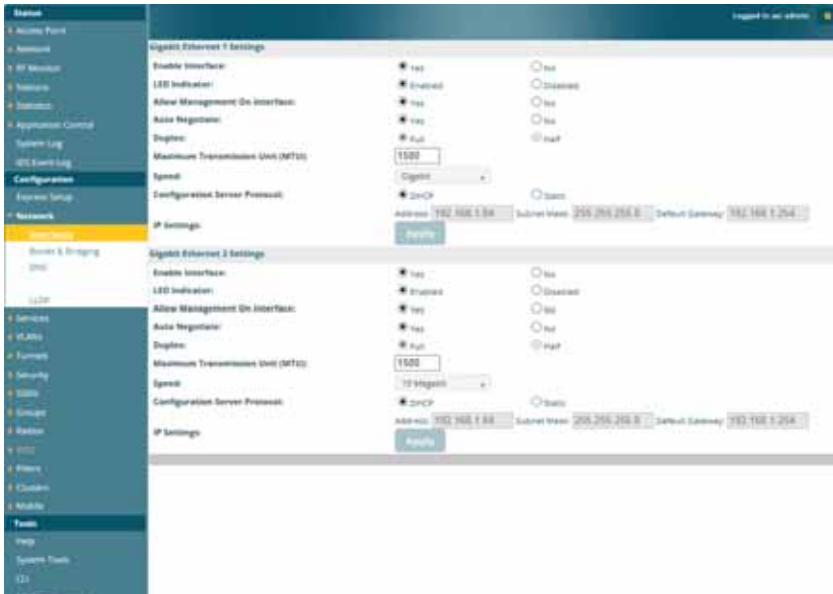 Status
Logged in as: admin
Access Point
Network
RF Monitor
Stations
Statistics
Application Control
System Log
IDS Event Log
Configuration
Express Setup
Network
Interfaces
Bonds & Bridging
DNS
LLDP
Services
VLANs
Tunnels
Security
SSIDs
Groups
Radios
WDS
Filters
Clusters
Mobile
Tools
Help
System Tools
CLI
Gigabit Ethernet 1 Settings
Enable Interface: Yes No
LED Indicator: Enabled Disabled
Allow Management On Interface: Yes No
Auto Negotiate: Yes No
Duplex: Full Half
Maximum Transmission Unit (MTU): 1500
Speed: Gigabit
Configuration Server Protocol: DHCP Static
IP Settings: Address: 192.168.1.64 Subnet Mask: 255.255.255.0 Default Gateway: 192.168.1.254
Apply
Gigabit Ethernet 2 Settings
Enable Interface: Yes No
LED Indicator: Enabled Disabled
Allow Management On Interface: Yes No
Auto Negotiate: Yes No
Duplex: Full Half
Maximum Transmission Unit (MTU): 1500
Speed: 10 Megabit
Configuration Server Protocol: DHCP Static
IP Settings: Address: 192.168.1.64 Subnet Mask: 255.255.255.0 Default Gateway: 192.168.1.254
Apply